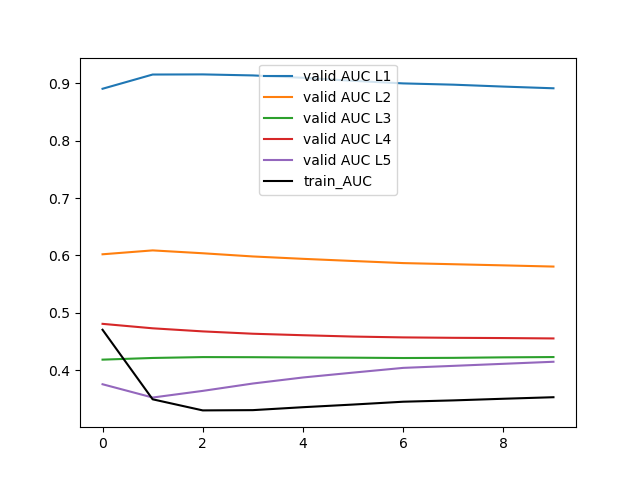 valid AUC L1
valid AUC L2
valid AUC L3
valid AUC L4
valid AUC L5
train_AUC
0.9
0.8
0.7
0.6
0.5
0.4
0 2 4 6 8